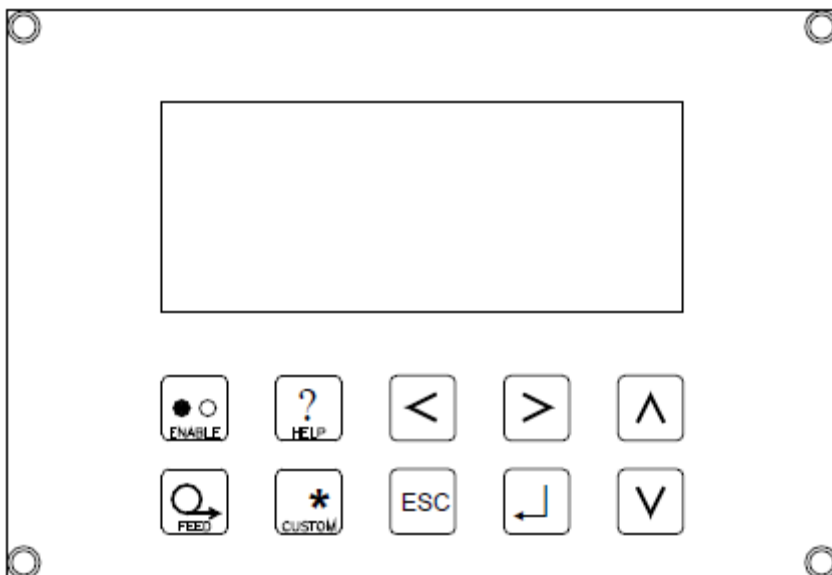 ? < > ∧
ENABLE HELP
* ESC ∨
FEED CUSTOM